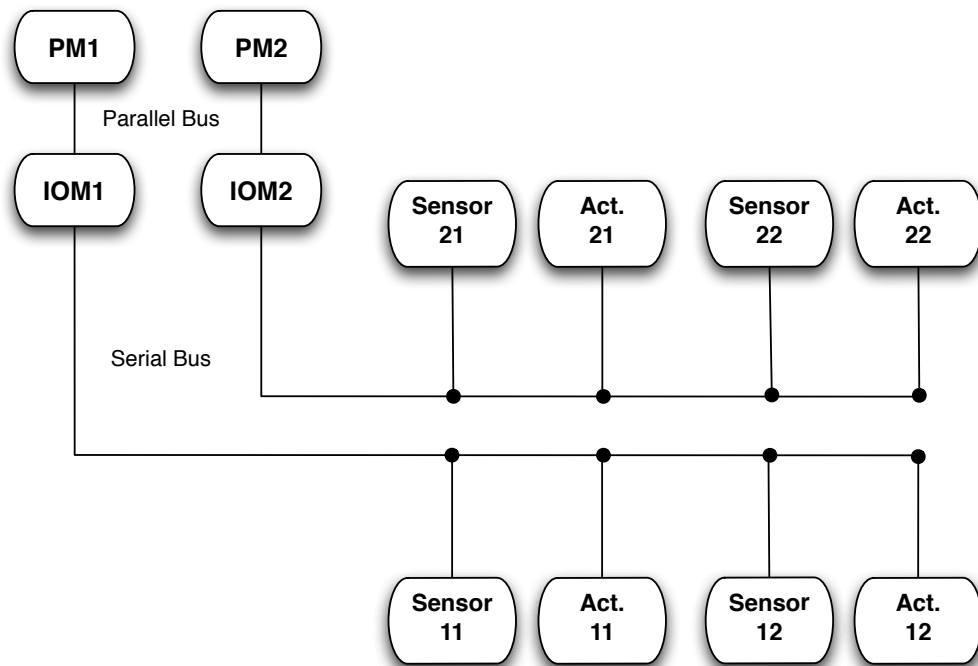 PM1
PM2
Parallel Bus
IOM1
IOM2
Sensor
21
Act.
21
Sensor
22
Act.
22
Serial Bus
Sensor
11
Act.
11
Sensor
12
Act.
12